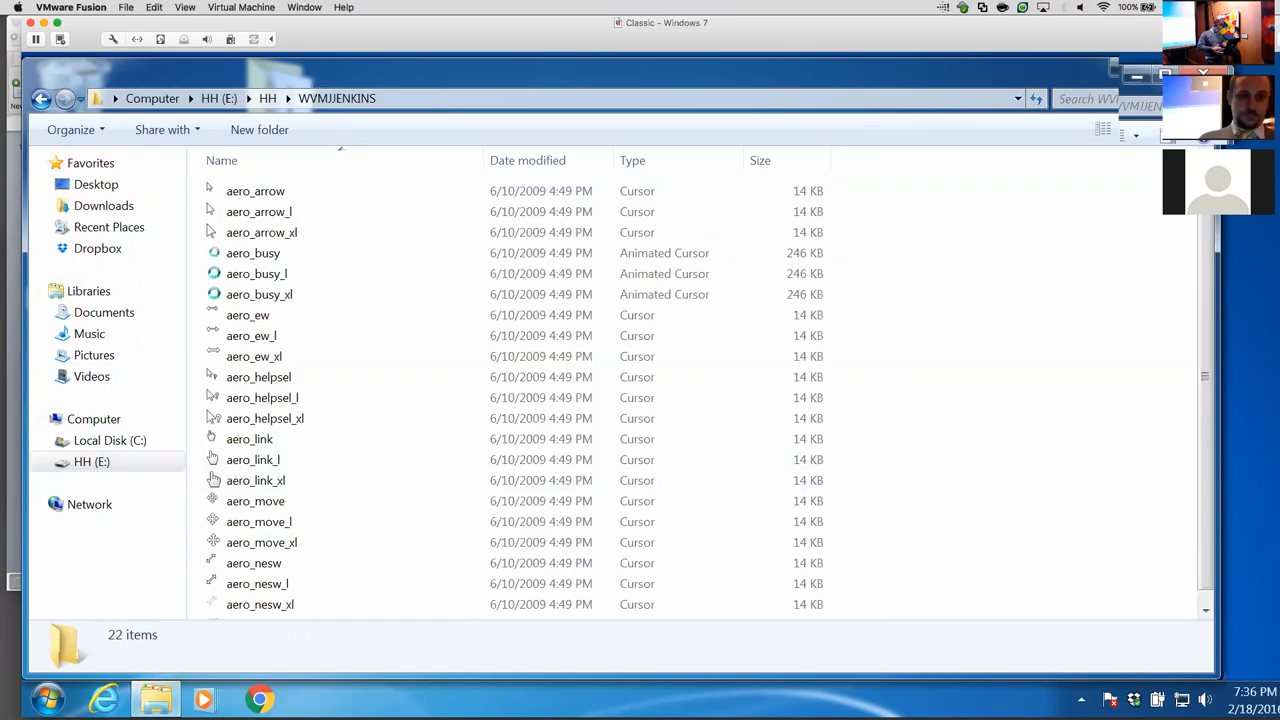 VMware Fusion File Edit View Virtual Machine Window Help 100%
Classic - Windows 7
Computer HH (E:) HH WVMJJENKINS Search WV
Organize Share with New folder
Name Date modified Type Size
Favorites
Desktop
Downloads
Recent Places
Dropbox
Libraries
Documents
Music
Pictures
Videos
Computer
Local Disk (C:)
HH (E:)
Network
aero_arrow 6/10/2009 4:49 PM Cursor 14 KB
aero_arrow_l 6/10/2009 4:49 PM Cursor 14 KB
aero_arrow_xl 6/10/2009 4:49 PM Cursor 14 KB
aero_busy 6/10/2009 4:49 PM Animated Cursor 246 KB
aero_busy_l 6/10/2009 4:49 PM Animated Cursor 246 KB
aero_busy_xl 6/10/2009 4:49 PM Animated Cursor 246 KB
aero_ew 6/10/2009 4:49 PM Cursor 14 KB
aero_ew_l 6/10/2009 4:49 PM Cursor 14 KB
aero_ew_xl 6/10/2009 4:49 PM Cursor 14 KB
aero_helpsel 6/10/2009 4:49 PM Cursor 14 KB
aero_helpsel_l 6/10/2009 4:49 PM Cursor 14 KB
aero_helpsel_xl 6/10/2009 4:49 PM Cursor 14 KB
aero_link 6/10/2009 4:49 PM Cursor 14 KB
aero_link_l 6/10/2009 4:49 PM Cursor 14 KB
aero_link_xl 6/10/2009 4:49 PM Cursor 14 KB
aero_move 6/10/2009 4:49 PM Cursor 14 KB
aero_move_l 6/10/2009 4:49 PM Cursor 14 KB
aero_move_xl 6/10/2009 4:49 PM Cursor 14 KB
aero_nesw 6/10/2009 4:49 PM Cursor 14 KB
aero_nesw_l 6/10/2009 4:49 PM Cursor 14 KB
aero_nesw_xl 6/10/2009 4:49 PM Cursor 14 KB
22 items
7:36 PM
2/18/201